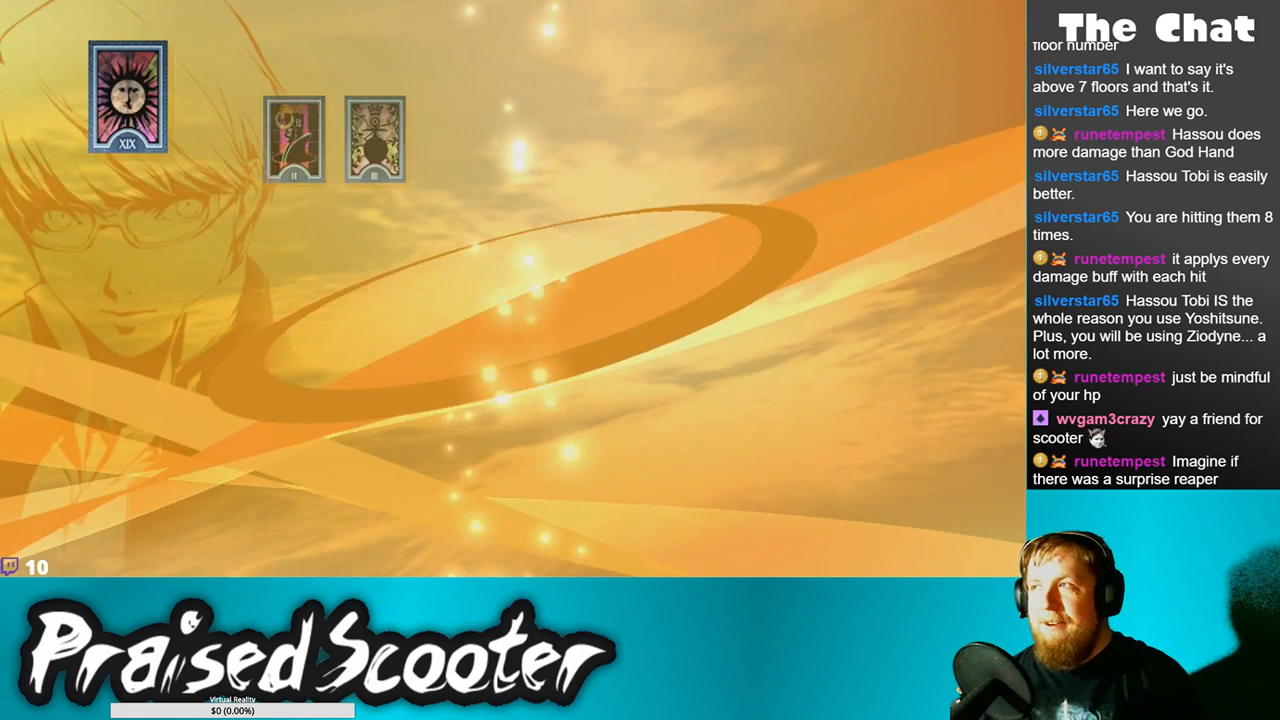 The Chat
floor number
silverstar65 I want to say it's
above 7 floors and that's it.
silverstar65 Here we go.
runetempest Hassou does
more damage than God Hand
silverstar65 Hassou Tobi is easily
better.
silverstar65 You are hitting them 8
times.
runetempest it applys every
damage buff with each hit
silverstar65 Hassou Tobi IS the
whole reason you use Yoshitsune.
Plus, you will be using Ziodyne... a
lot more.
runetempest just be mindful
of your hp
wvgam3crazy yay a friend for
scooter
runetempest Imagine if
there was a surprise reaper
XIX
II
III
10
PraisedScooter
Virtual Reality
$0 (0.00%)